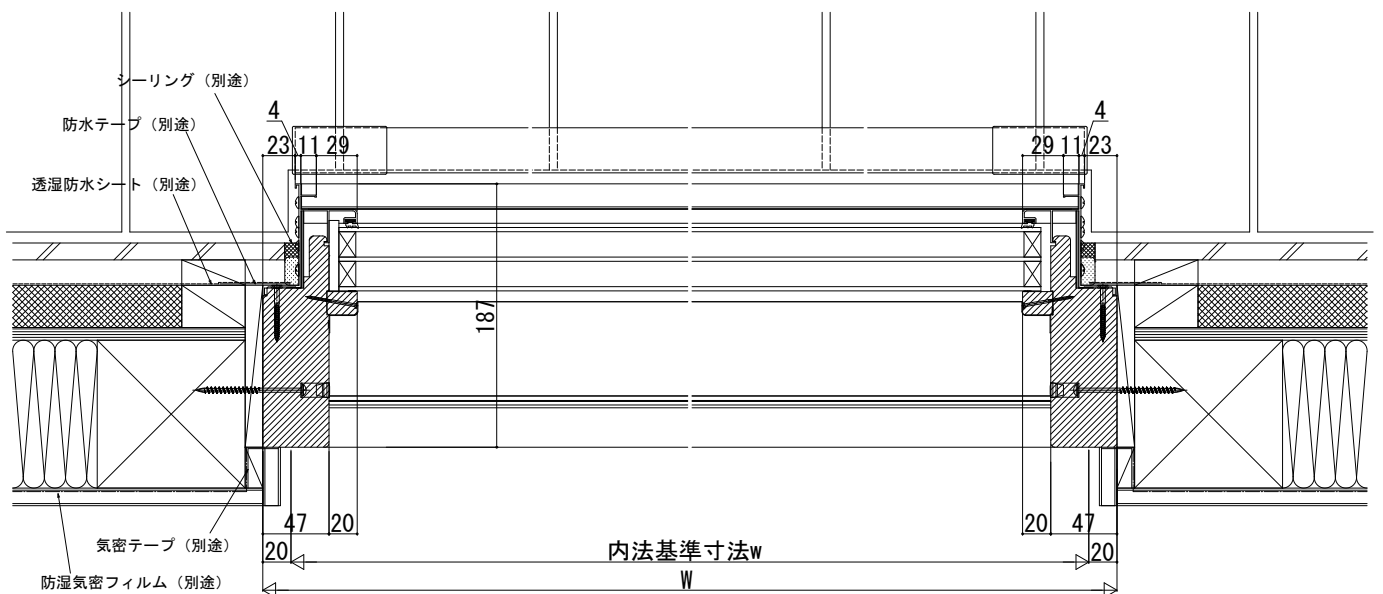 シーリング（別途）
4
4
防水テープ（別途）
23 11 29
29 11 23
透湿防水シート（別途）
187
47 20
20 47
気密テープ（別途）
20
内法基準寸法w
20
防湿気密フィルム（別途）
W